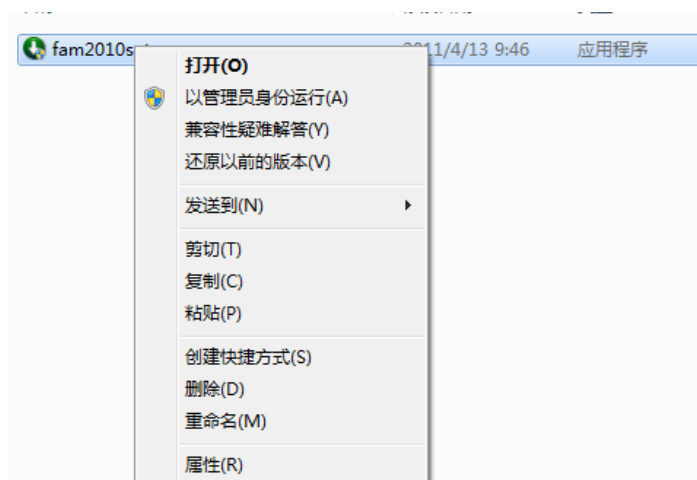 fam2010s
2011/4/13 9:46
应用程序
打开(O)
以管理员身份运行(A)
兼容性疑难解答(Y)
还原以前的版本(V)
发送到(N)
剪切(T)
复制(C)
粘贴(P)
创建快捷方式(S)
删除(D)
重命名(M)
属性(R)